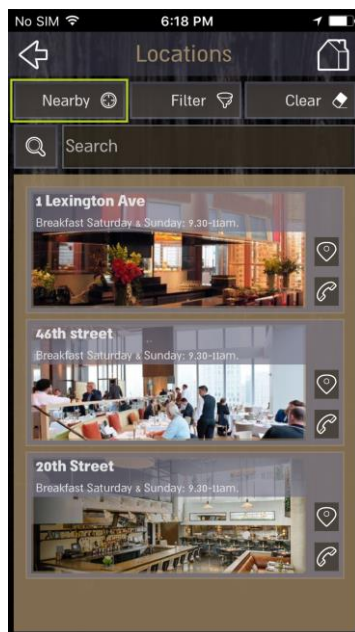 No SIM 6:18 PM
Locations
Nearby Filter Clear
Search
1 Lexington Ave
Breakfast Saturday & Sunday: 9.30-11am.
46th street
Breakfast Saturday & Sunday: 9.30-11am.
20th Street
Breakfast Saturday & Sunday: 9.30-11am.